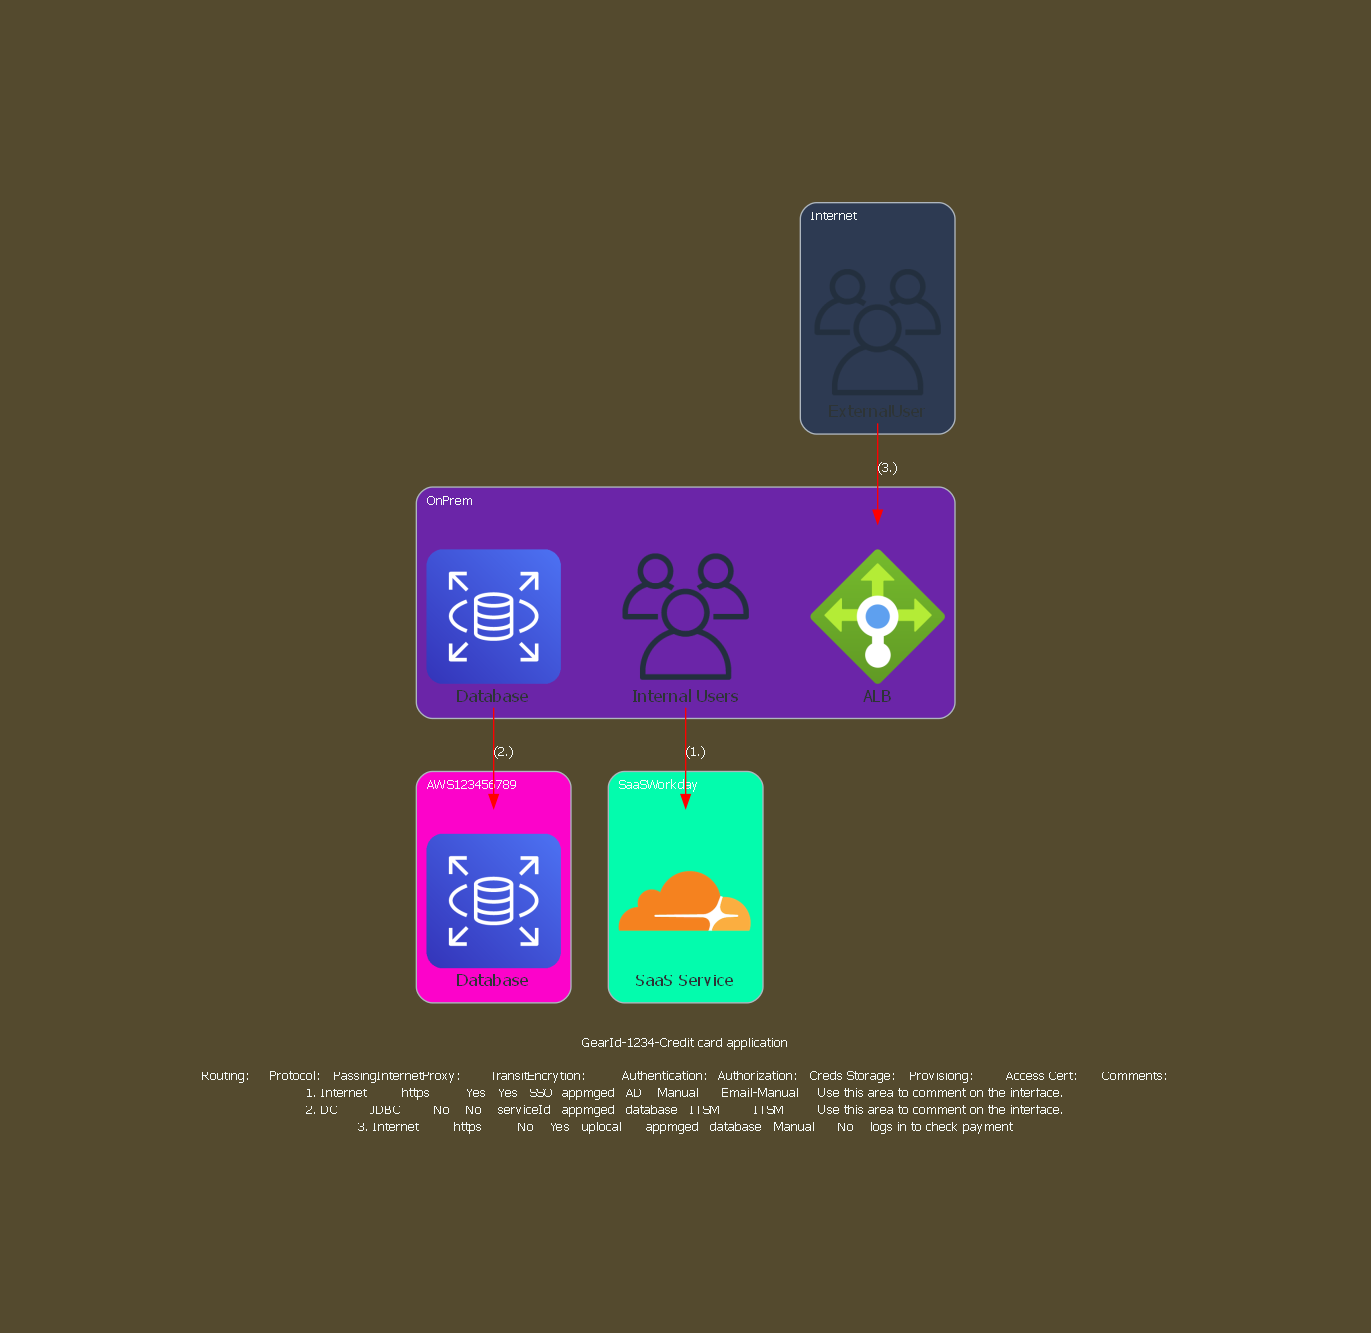 Internet
ExternalUser
(3.)
OnPrem
Database
Internal Users
ALB
(2.)
(1.)
AWS123456789
SaaSWorkday
Database
SaaS Service
GearId-1234-Credit card application
Routing: Protocol: PassingInternetProxy: TransitEncrytion: Authentication: Authorization: Creds Storage: Provisiong: Access Cert: Comments:
1. Internet https Yes Yes SSO appmged AD Manual Email-Manual Use this area to comment on the interface.
2. DC JDBC No No serviceId appmged database ITSM ITSM Use this area to comment on the interface.
3. Internet https No Yes uplocal appmged database Manual No logs in to check payment